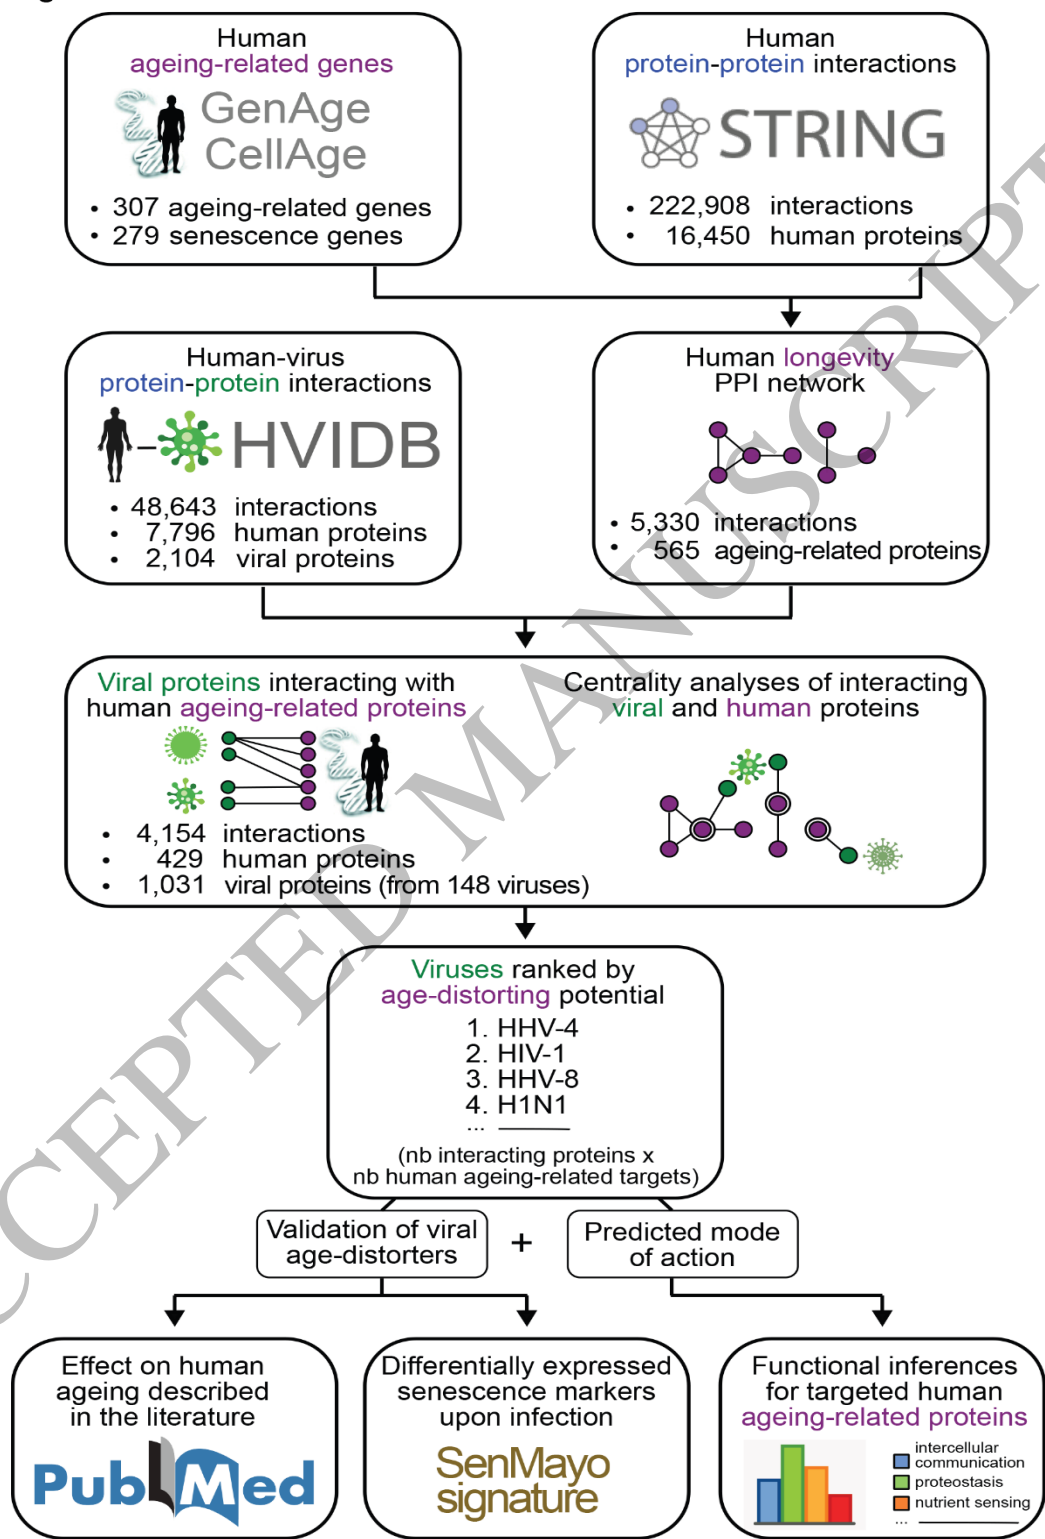 Human
ageing-related genes
GenAge
CellAge
• 307 ageing-related genes
• 279 senescence genes
Human
protein-protein interactions
STRING
• 222,908 interactions
• 16,450 human proteins
Human-virus
protein-protein interactions
HVIDB
• 48,643 interactions
• 7,796 human proteins
• 2,104 viral proteins
Human longevity
PPI network
• 5,330 interactions
• 565 ageing-related proteins
Viral proteins interacting with
human ageing-related proteins
• 4,154 interactions
• 429 human proteins
• 1,031 viral proteins (from 148 viruses)
Centrality analyses of interacting
viral and human proteins
Viruses ranked by
age-distorting potential
1. HHV-4
2. HIV-1
3. HHV-8
4. H1N1
...
(nb interacting proteins x
nb human ageing-related targets)
Validation of viral
age-distorters
+
Predicted mode
of action
Effect on human
ageing described
in the literature
PubMed
Differentially expressed
senescence markers
upon infection
SenMayo
signature
Functional inferences
for targeted human
ageing-related proteins
intercellular
communication
proteostasis
nutrient sensing
...
CCEPTED MANUSCRIPT